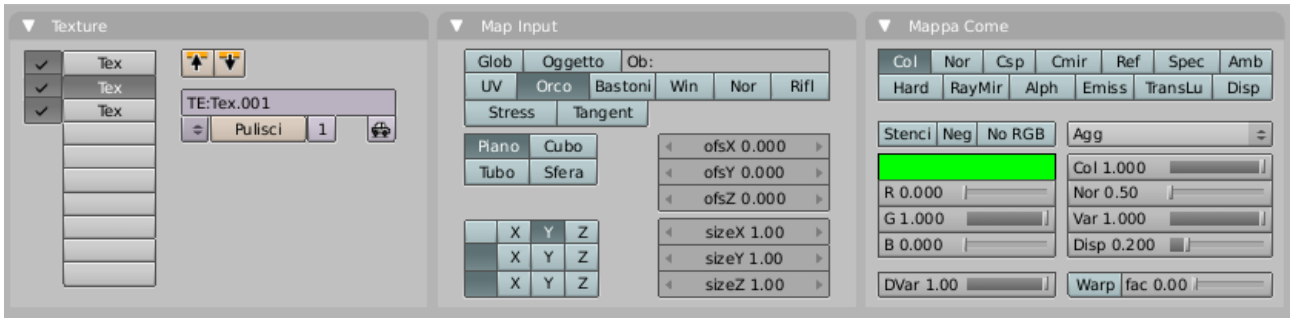 Texture
Tex
Tex
Tex
TE:Tex.001
Pulisci 1
Map Input
Glob Oggetto Ob:
UV Orco Bastoni Win Nor Rifl
Stress Tangent
Piano Cubo
Tubo Sfera
ofsX 0.000
ofsY 0.000
ofsZ 0.000
X Y Z
X Y Z
X Y Z
sizeX 1.00
sizeY 1.00
sizeZ 1.00
Mappa Come
Col Nor Csp Cmir Ref Spec Amb
Hard RayMir Alph Emiss TransLu Disp
Stenci Neg No RGB
Agg
R 0.000
G 1.000
B 0.000
DVar 1.00
Col 1.000
Nor 0.50
Var 1.000
Disp 0.200
Warp fac 0.00